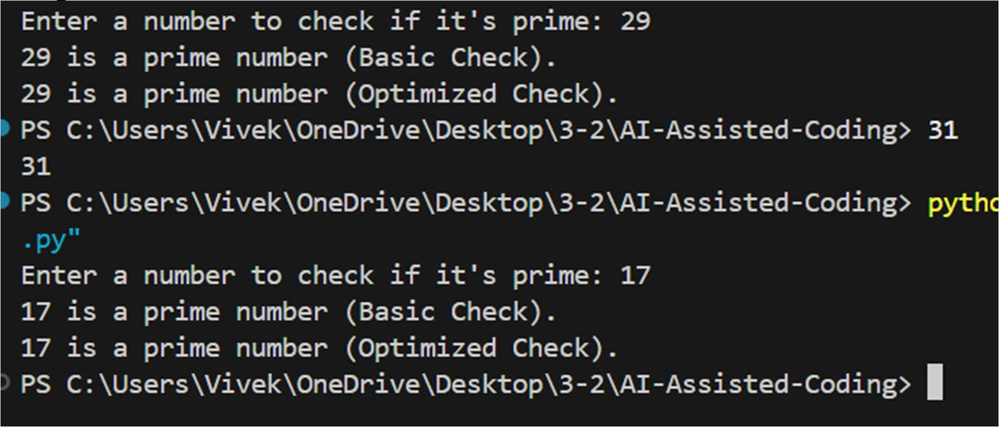 Enter a number to check if it's prime: 29
29 is a prime number (Basic Check).
29 is a prime number (Optimized Check).
PS C:\Users\Vivek\OneDrive\Desktop\3-2\AI-Assisted-Coding> 31
31
PS C:\Users\Vivek\OneDrive\Desktop\3-2\AI-Assisted-Coding>
.py"
Enter a number to check if it's prime: 17
17 is a prime number (Basic Check).
17 is a prime number (Optimized Check).
PS C:\Users\Vivek\OneDrive\Desktop\3-2\AI-Assisted-Coding>